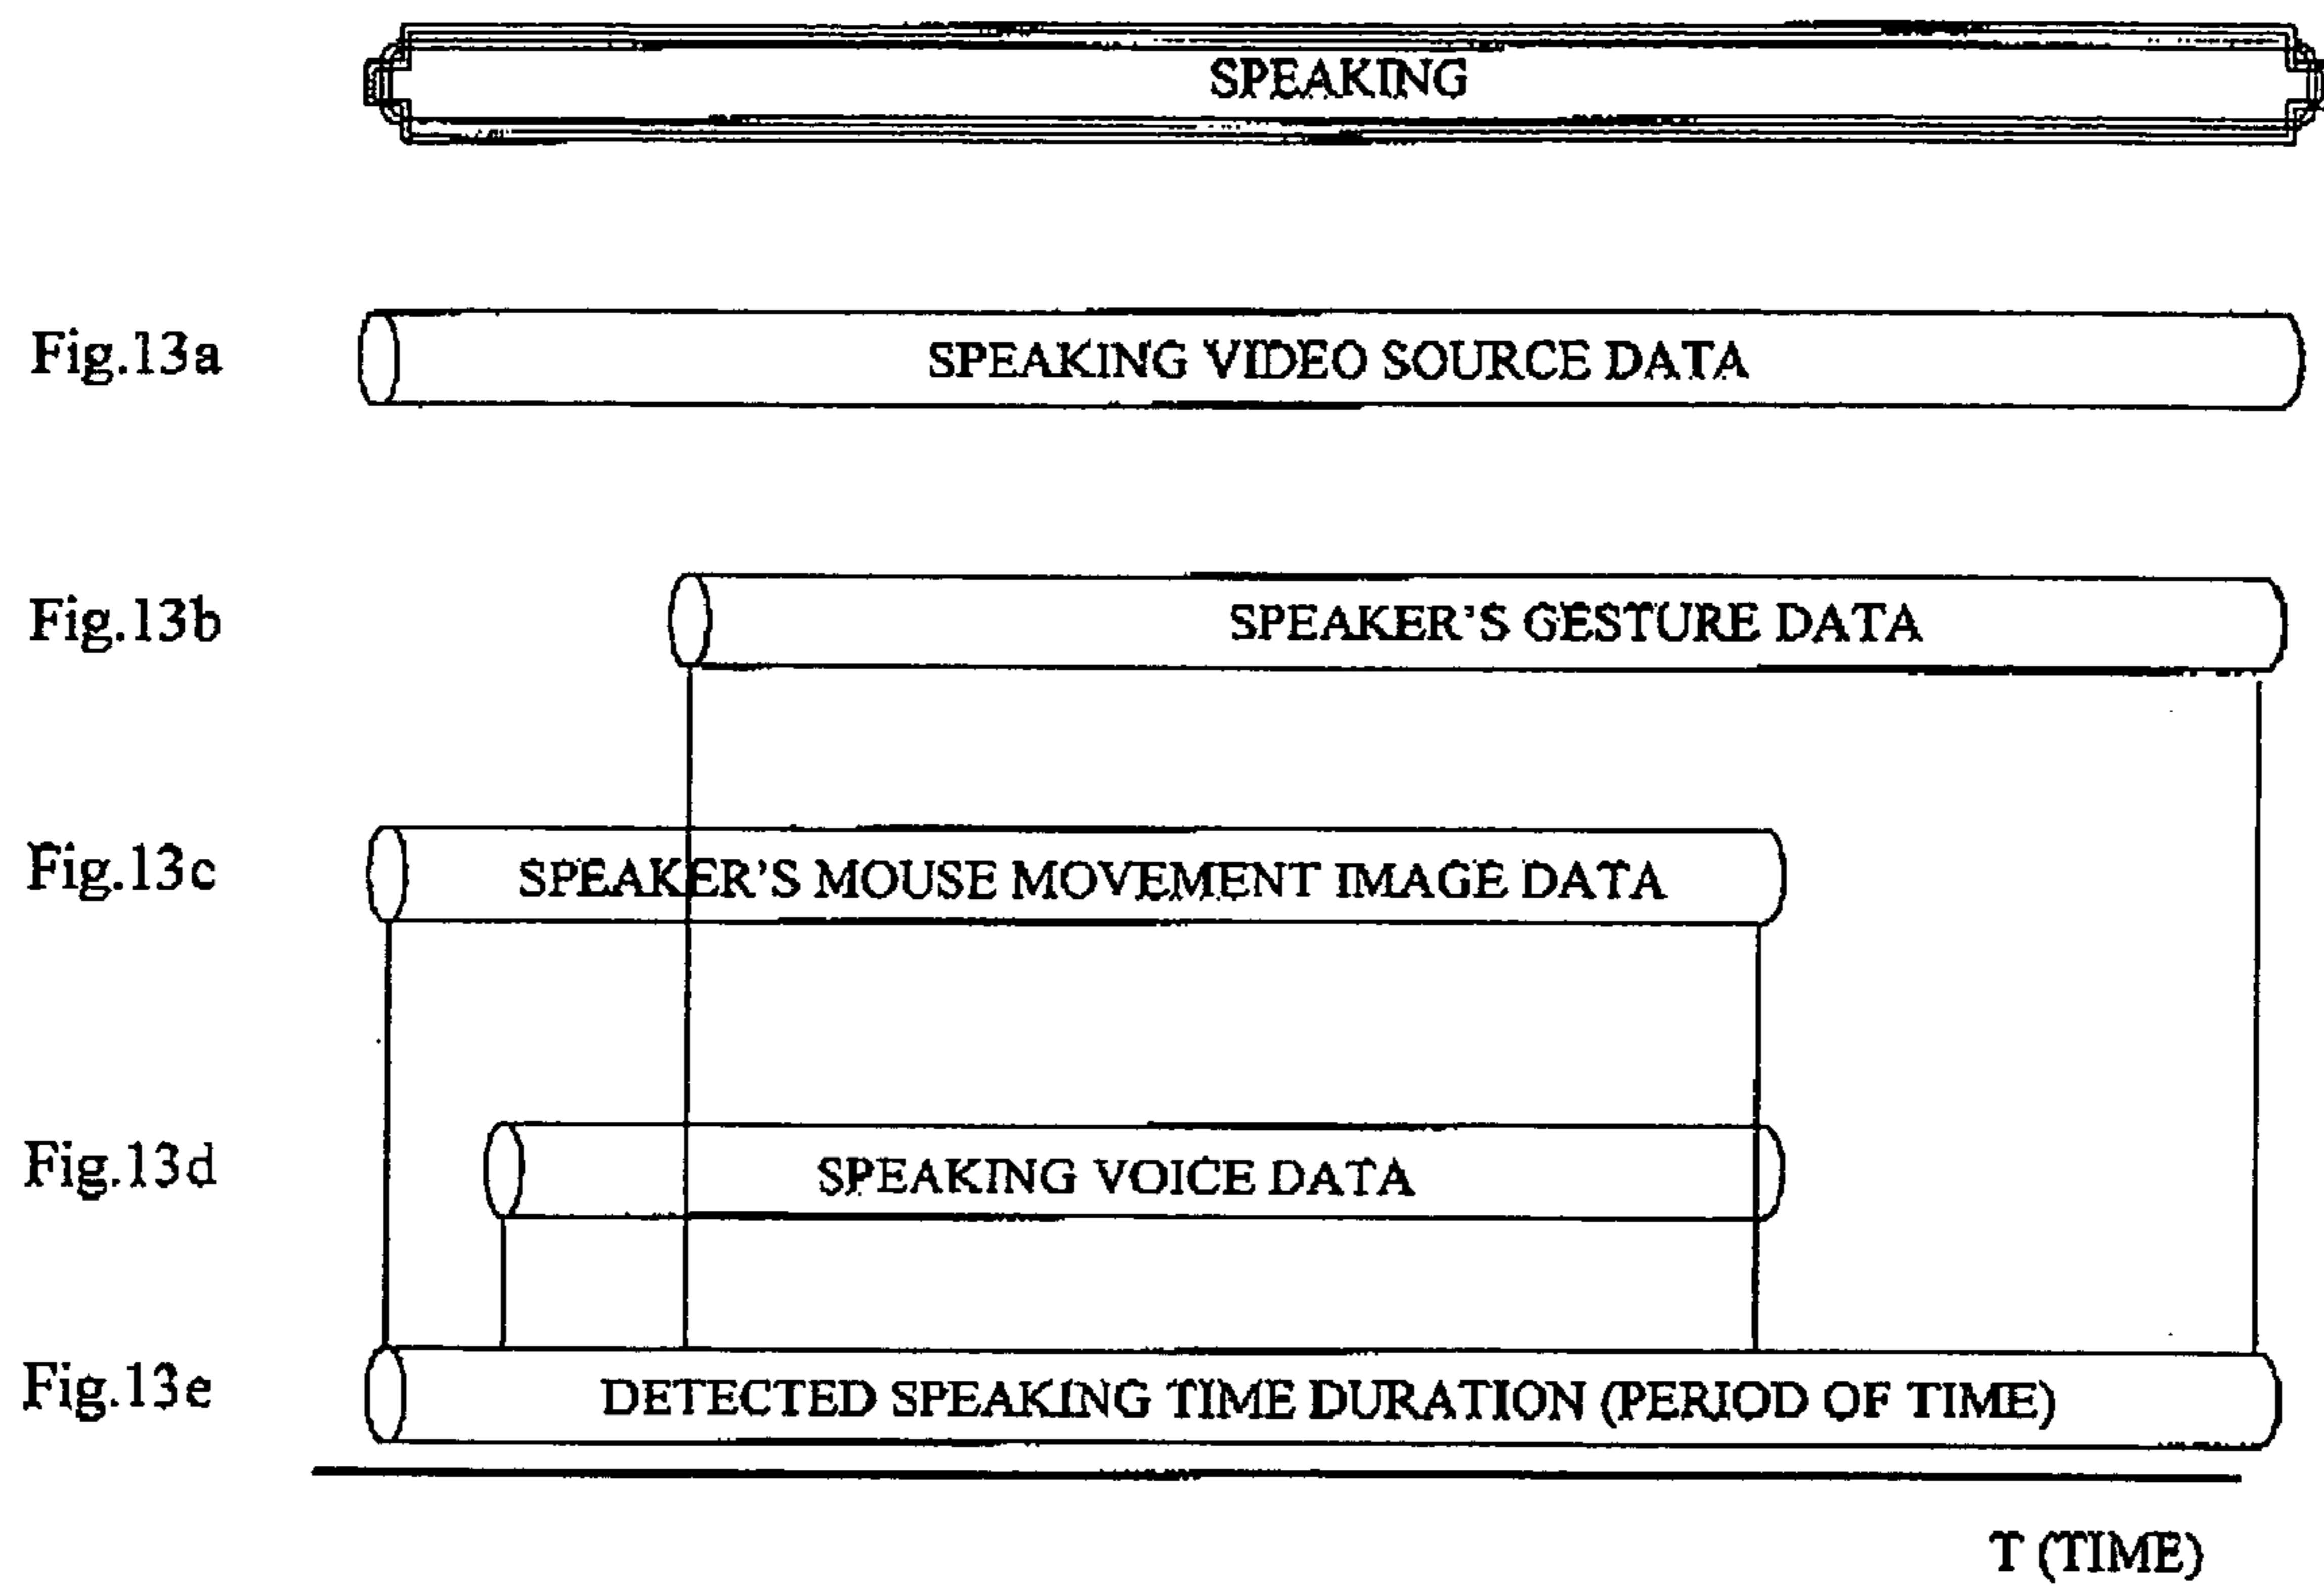 SPEAKING
Fig.13a
SPEAKING VIDEO SOURCE DATA
Fig.13b
SPEAKER'S GESTURE DATA
Fig.13c
SPEAKER'S MOUSE MOVEMENT IMAGE DATA
Fig.13d
SPEAKING VOICE DATA
Fig.13e
DETECTED SPEAKING TIME DURATION (PERIOD OF TIME)
T (TIME)